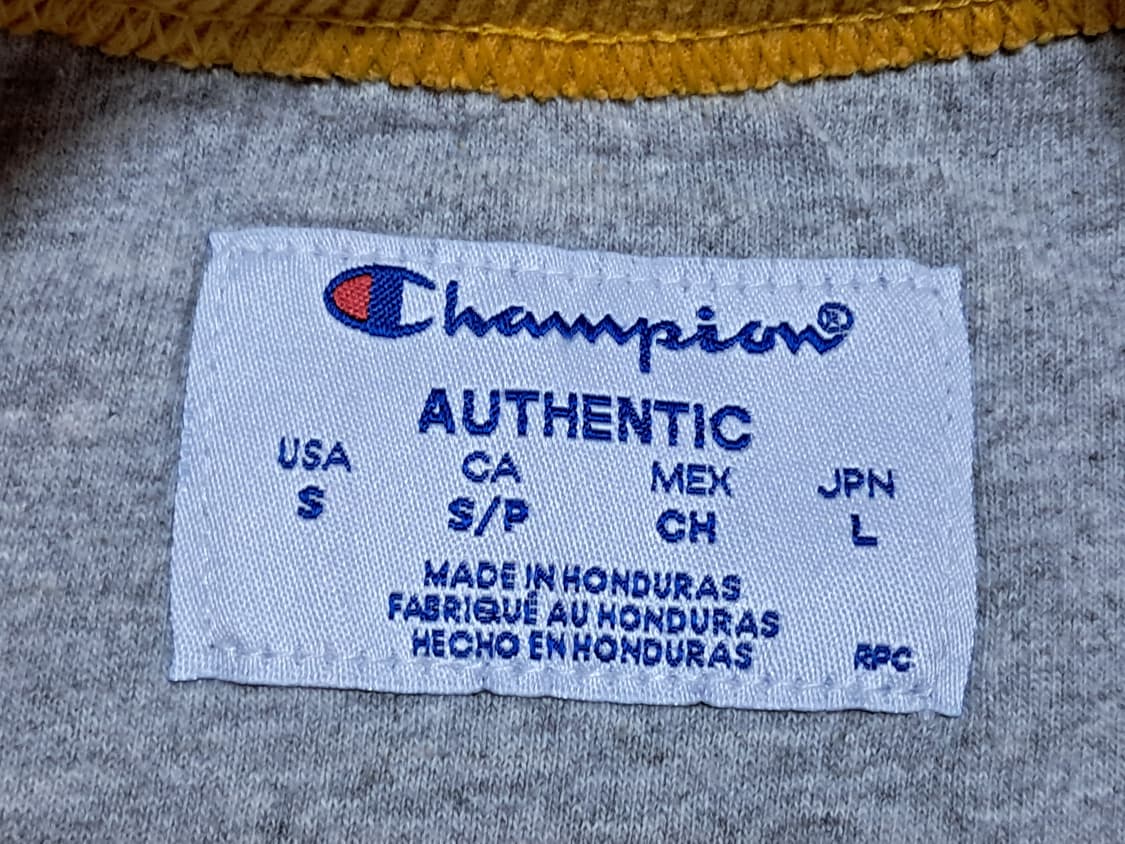 Champion®
AUTHENTIC
USA CA MEX JPN
S S/P CH L
MADE IN HONDURAS
FABRIQUÉ AU HONDURAS
HECHO EN HONDURAS RPC